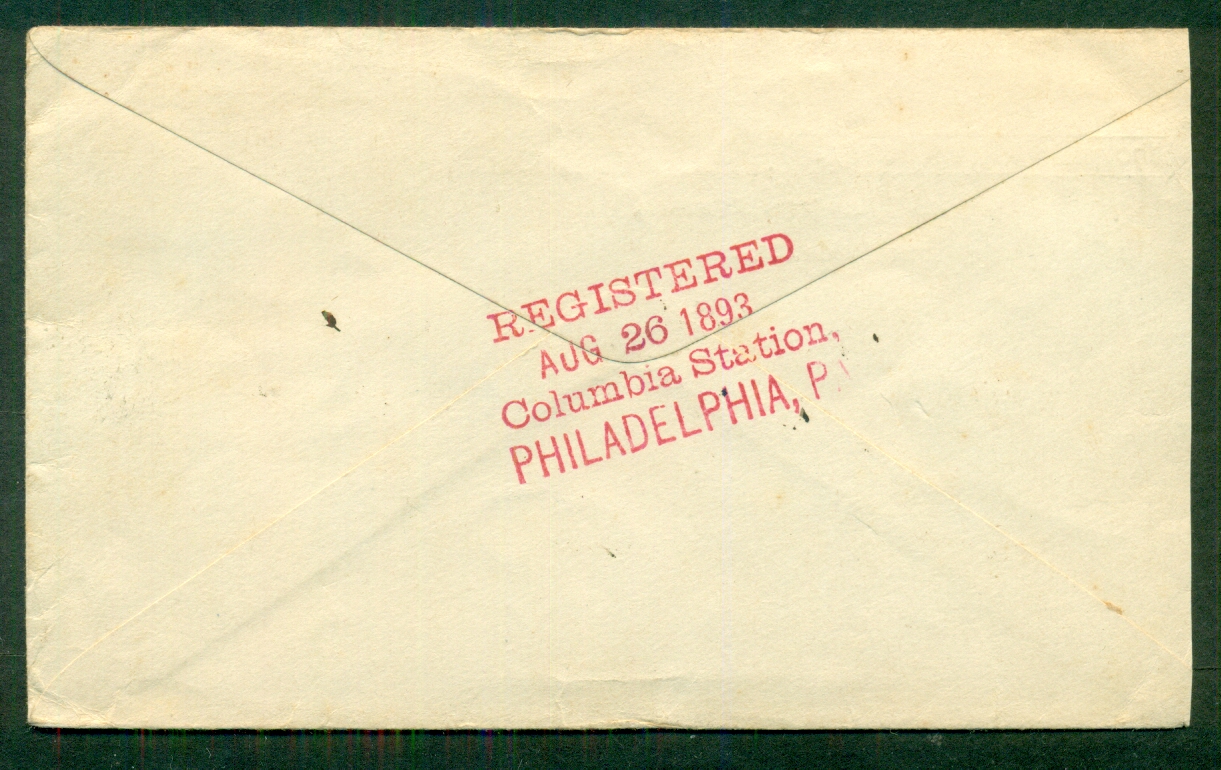 REGISTERED
AUG 26 1893
Columbia Station,
PHILADELPHIA, P